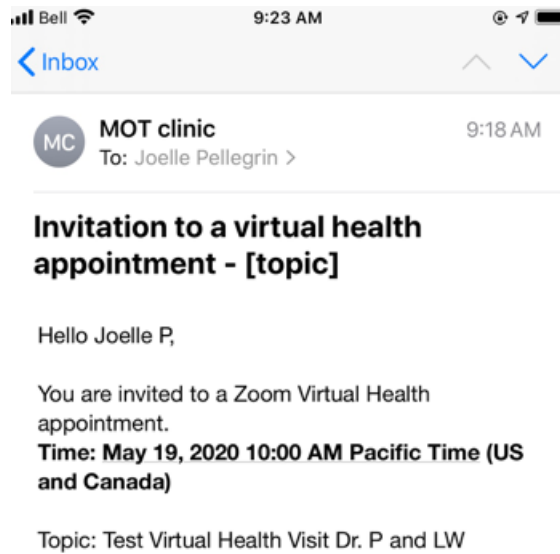 Bell 9:23 AM
Inbox
MC MOT clinic 9:18 AM
To: Joelle Pellegrin >
Invitation to a virtual health
appointment - [topic]
Hello Joelle P,
You are invited to a Zoom Virtual Health
appointment.
Time: May 19, 2020 10:00 AM Pacific Time (US
and Canada)
Topic: Test Virtual Health Visit Dr. P and LW